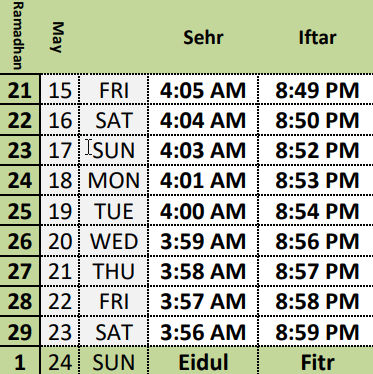 Ramadhan May Sehr Iftar
21 15 FRI 4:05 AM 8:49 PM
22 16 SAT 4:04 AM 8:50 PM
23 17 SUN 4:03 AM 8:52 PM
24 18 MON 4:01 AM 8:53 PM
25 19 TUE 4:00 AM 8:54 PM
26 20 WED 3:59 AM 8:56 PM
27 21 THU 3:58 AM 8:57 PM
28 22 FRI 3:57 AM 8:58 PM
29 23 SAT 3:56 AM 8:59 PM
1 24 SUN Eidul Fitr